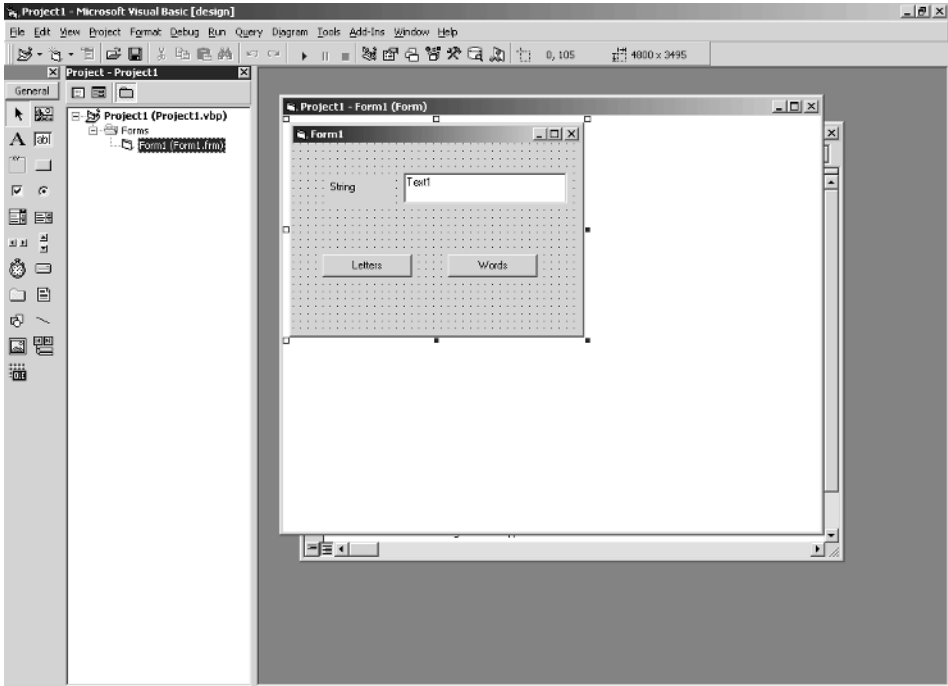 Project1 - Microsoft Visual Basic [design]
File Edit View Project Format Debug Run Query Diagram Tools Add-Ins Window Help
0, 105 4800 x 3495
Project - Project1
General
Project1 (Project1.vbp)
Forms
Form1 (Form1.frm)
Project1 - Form1 (Form)
Form1
String
Text1
Letters Words